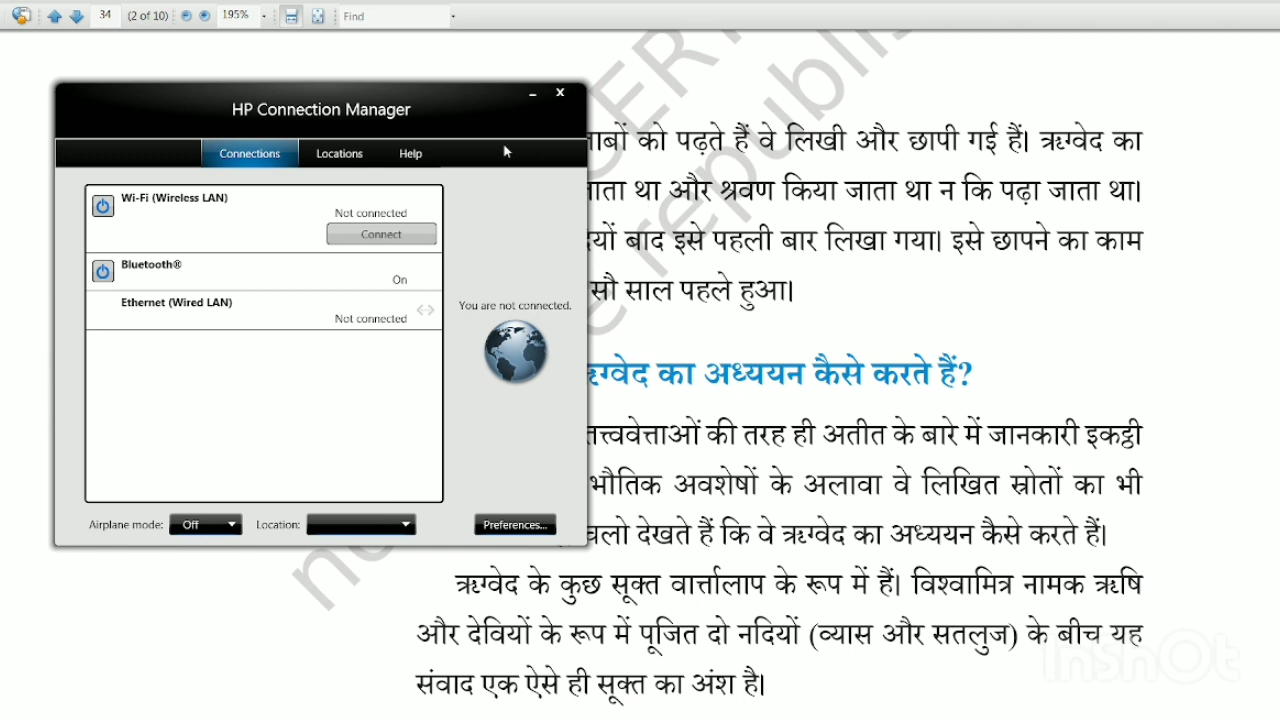 34 (2 of 10) 195% Find
HP Connection Manager
Connections Locations Help
Wi-Fi (Wireless LAN)
Not connected
Connect
Bluetooth®
On
Ethernet (Wired LAN)
Not connected
You are not connected.
Airplane mode: Off Location: Preferences...
को पढ़ते हैं वे लिखी और छापी गई हैं। ऋग्वेद का
था और श्रवण किया जाता था न कि पढ़ा जाता था।
बाद इसे पहली बार लिखा गया। इसे छापने का काम
सौ साल पहले हुआ।
का अध्ययन कैसे करते हैं?
की तरह ही अतीत के बारे में जानकारी इकट्ठी
भौतिक अवशेषों के अलावा वे लिखित स्रोतों का भी
चलो देखते हैं कि वे ऋग्वेद का अध्ययन कैसे करते हैं।
ऋग्वेद के कुछ सूक्त वार्त्तालाप के रूप में हैं। विश्वामित्र नामक ऋषि
और देवियों के रूप में पूजित दो नदियों (व्यास और सतलुज) के बीच यह
संवाद एक ऐसे ही सूक्त का अंश है।
InshOt